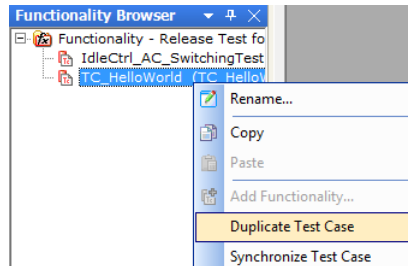 Functionality Browser
Functionality - Release Test fo
IdleCtrl_AC_SwitchingTest
TC_HelloWorld (TC_Hello
Rename...
Copy
Paste
Add Functionality...
Duplicate Test Case
Synchronize Test Case